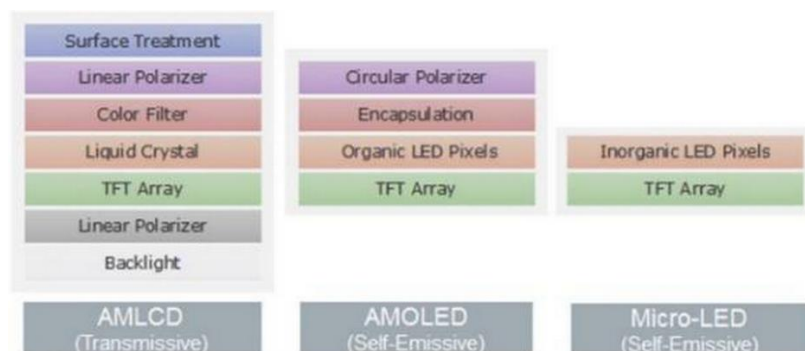 Surface Treatment
Linear Polarizer
Color Filter
Liquid Crystal
TFT Array
Linear Polarizer
Backlight
AMLCD
(Transmissive)
Circular Polarizer
Encapsulation
Organic LED Pixels
TFT Array
AMOLED
(Self-Emissive)
Inorganic LED Pixels
TFT Array
Micro-LED
(Self-Emissive)